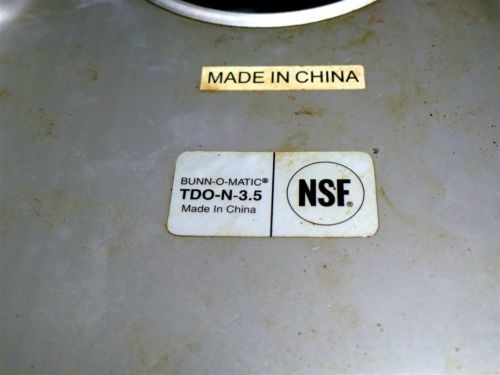 MADE IN CHINA
BUNN-O-MATIC®
TDO-N-3.5
Made In China
NSF®